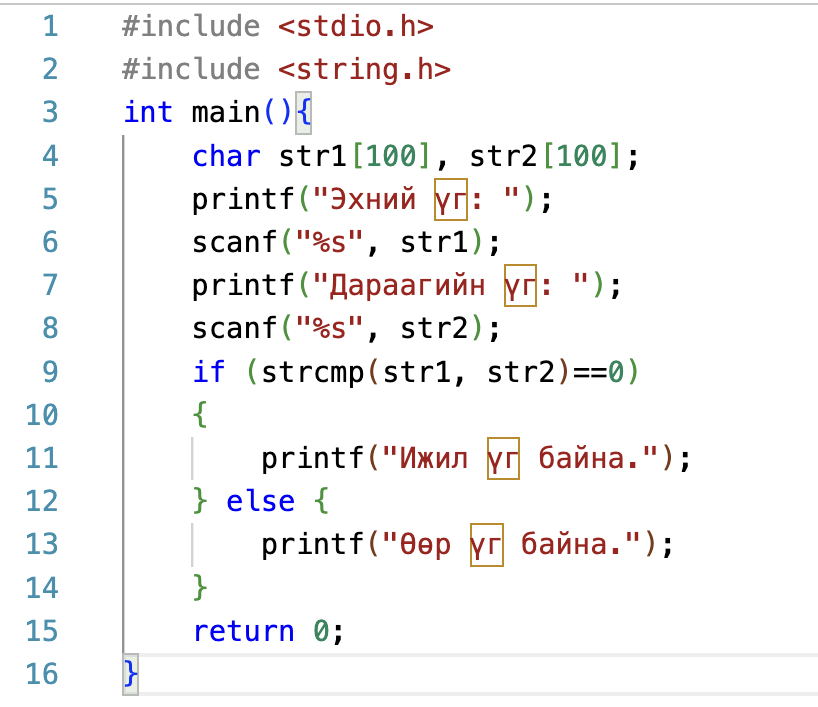 1 #include <stdio.h>
2 #include <string.h>
3 int main(){
4 char str1[100], str2[100];
5 printf("Эхний үг: ");
6 scanf("%s", str1);
7 printf("Дараагийн үг: ");
8 scanf("%s", str2);
9 if (strcmp(str1, str2)==0)
10 {
11 printf("Ижил үг байна.");
12 } else {
13 printf("Өөр үг байна.");
14 }
15 return 0;
16 }